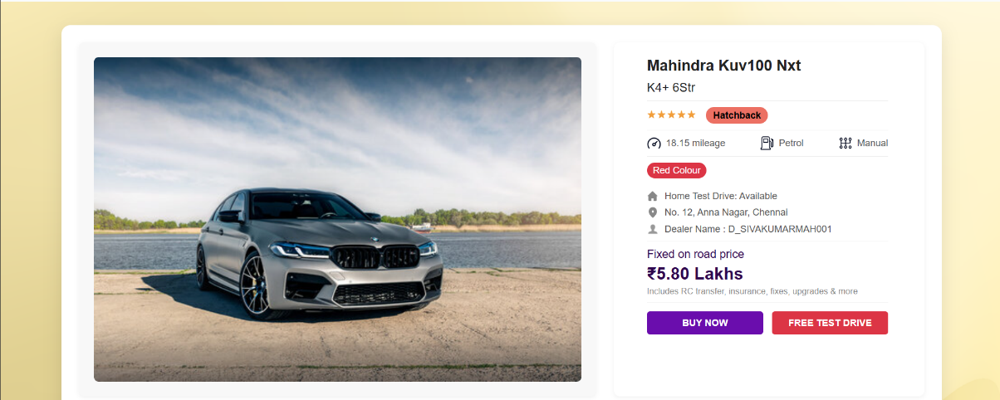 Mahindra Kuv100 Nxt
K4+ 6Str
Hatchback
18.15 mileage Petrol Manual
Red Colour
Home Test Drive: Available
No. 12, Anna Nagar, Chennai
Dealer Name : D_SIVAKUMARMAH001
Fixed on road price
₹5.80 Lakhs
Includes RC transfer, insurance, fixes, upgrades & more
BUY NOW FREE TEST DRIVE